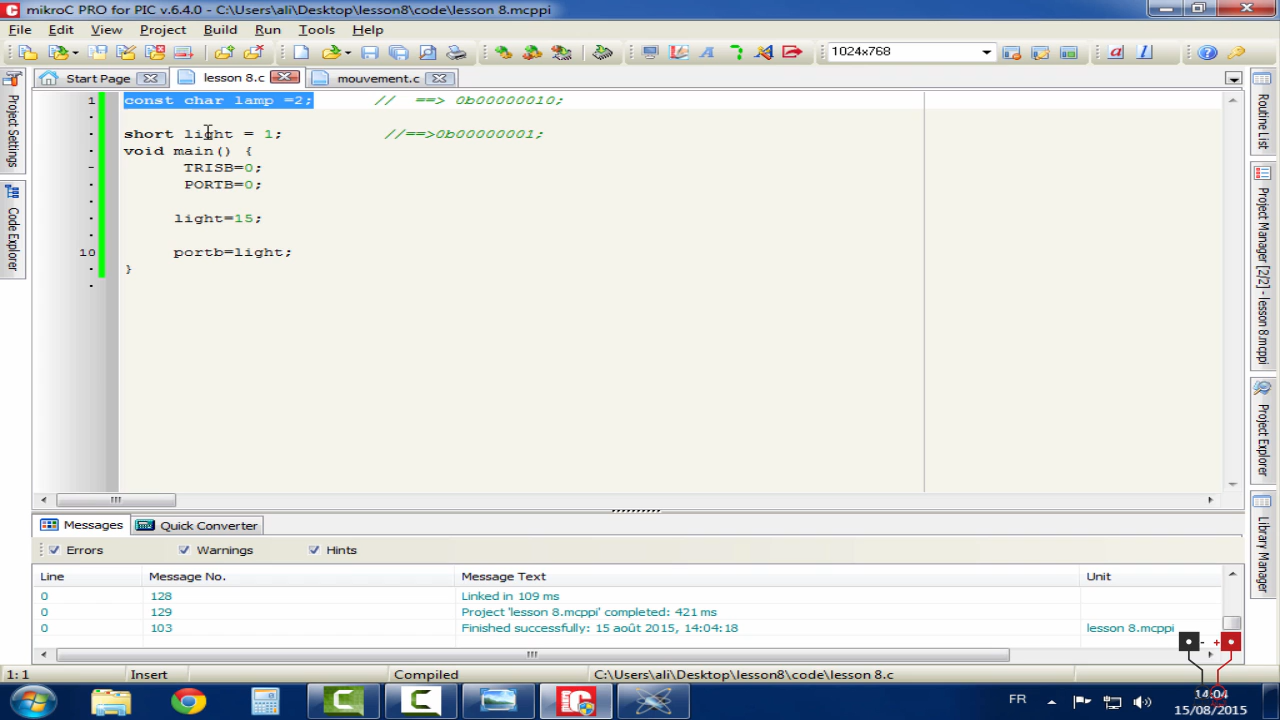 mikroC PRO for PIC v.6.4.0 - C:\Users\ali\Desktop\lesson8\code\lesson 8.mcppi
File Edit View Project Build Run Tools Help
1024x768
Start Page lesson 8.c mouvement.c
1 const char lamp =2; // ==> 0b00000010;
short light = 1; //==>0b00000001;
void main() {
TRISB=0;
PORTB=0;
light=15;
10 portb=light;
}
Project Settings
Code Explorer
Routine List
Project Manager [2/2] - lesson 8.mcppi
Project Explorer
Library Manager
Messages Quick Converter
Errors Warnings Hints
Line Message No. Message Text Unit
0 128 Linked in 109 ms
0 129 Project 'lesson 8.mcppi' completed: 421 ms
0 103 Finished successfully: 15 août 2015, 14:04:18 lesson 8.mcppi
1: 1 Insert Compiled C:\Users\ali\Desktop\lesson8\code\lesson 8.c
FR 14:04
15/08/2015